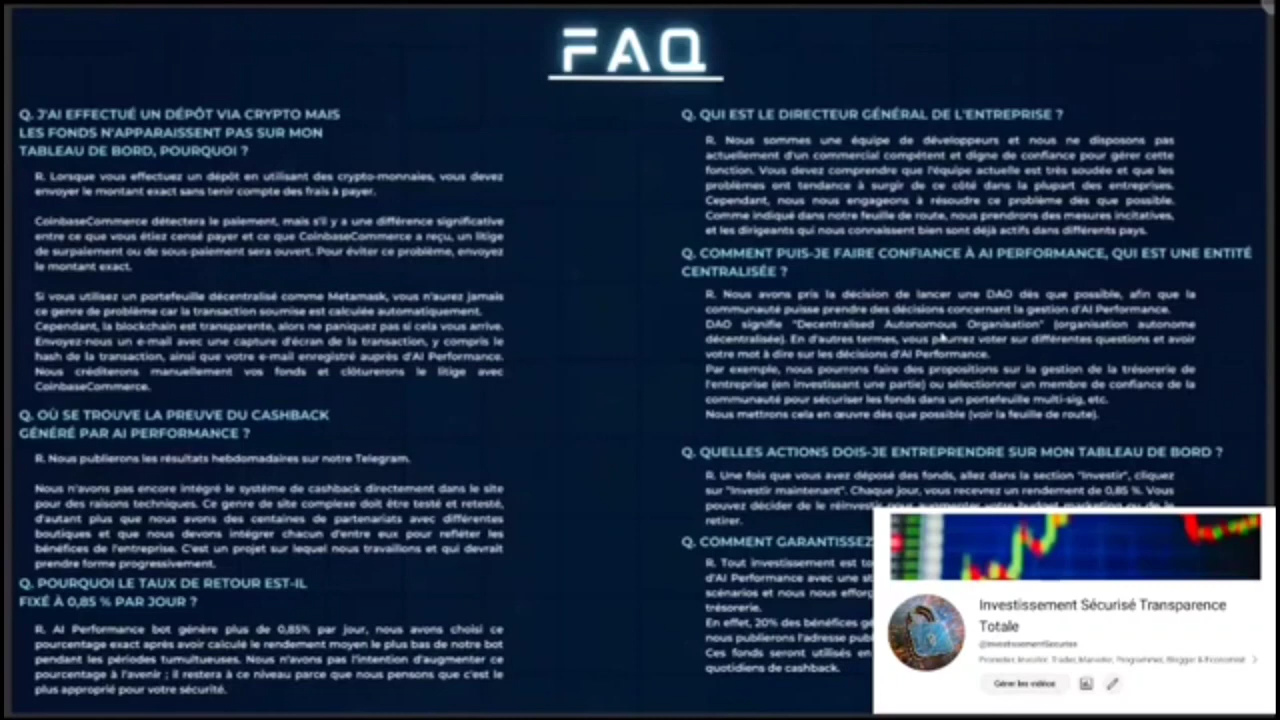 FAQ
Q. J'AI EFFECTUÉ UN DÉPÔT VIA CRYPTO MAIS
LES FONDS N'APPARAISSENT PAS SUR MON
TABLEAU DE BORD, POURQUOI ?
R. Lorsque vous effectuez un dépôt en utilisant des crypto-monnaies, vous devez
envoyer le montant exact sans tenir compte des frais à payer.
CoinbaseCommerce détectera le paiement, mais s'il y a une différence significative
entre ce que vous étiez censé payer et ce que CoinbaseCommerce a reçu, un litige
de surpaiement ou de sous-paiement sera ouvert. Pour éviter ce problème, envoyez
le montant exact.
Si vous utilisez un portefeuille décentralisé comme Metamask, vous n'aurez jamais
ce genre de problème car la transaction soumise est calculée automatiquement.
Cependant, la blockchain est transparente, alors ne paniquez pas si cela vous arrive.
Envoyez-nous un e-mail avec une capture d'écran de la transaction, y compris le
hash de la transaction, ainsi que votre e-mail enregistré auprès d'AI Performance.
Nous créditerons manuellement vos fonds et clôturerons le litige avec
CoinbaseCommerce.
Q. OÙ SE TROUVE LA PREUVE DU CASHBACK
GÉNÉRÉ PAR AI PERFORMANCE ?
R. Nous publierons les résultats hebdomadaires sur notre Telegram.
Nous n'avons pas encore intégré le système de cashback directement dans le site
pour des raisons techniques. Ce genre de site complexe doit être testé et retesté,
d'autant plus que nous avons des centaines de partenariats avec différentes
boutiques et que nous devons intégrer chacun d'entre eux pour refléter les
bénéfices de l'entreprise. C'est un projet sur lequel nous travaillons et qui devrait
prendre forme progressivement.
Q. POURQUOI LE TAUX DE RETOUR EST-IL
FIXÉ À 0,85 % PAR JOUR ?
R. AI Performance bot génère plus de 0,85% par jour, nous avons choisi ce
pourcentage exact après avoir calculé le rendement moyen le plus bas de notre bot
pendant les périodes tumultueuses. Nous n'avons pas l'intention d'augmenter ce
pourcentage à l'avenir ; il restera à ce niveau parce que nous pensons que c'est le
plus approprié pour votre sécurité.
Q. QUI EST LE DIRECTEUR GÉNÉRAL DE L'ENTREPRISE ?
R. Nous sommes une équipe de développeurs et nous ne disposons pas
actuellement d'un commercial compétent et digne de confiance pour gérer cette
fonction. Vous devez comprendre que l'équipe actuelle est très soudée et que les
problèmes ont tendance à surgir de ce côté dans la plupart des entreprises.
Cependant, nous nous engageons à résoudre ce problème dès que possible.
Comme indiqué dans notre feuille de route, nous prendrons des mesures incitatives,
et les dirigeants qui nous connaissent bien sont déjà actifs dans différents pays.
Q. COMMENT PUIS-JE FAIRE CONFIANCE À AI PERFORMANCE, QUI EST UNE ENTITÉ
CENTRALISÉE ?
R. Nous avons pris la décision de lancer une DAO dès que possible, afin que la
communauté puisse prendre des décisions concernant la gestion d'AI Performance.
DAO signifie "Decentralised Autonomous Organisation" (organisation autonome
décentralisée). En d'autres termes, vous pourrez voter sur différentes questions et avoir
votre mot à dire sur les décisions d'AI Performance.
Par exemple, nous pourrons faire des propositions sur la gestion de la trésorerie de
l'entreprise (en investissant une partie) ou sélectionner un membre de confiance de la
communauté pour sécuriser les fonds dans un portefeuille multi-sig, etc.
Nous mettrons cela en œuvre dès que possible (voir la feuille de route).
Q. QUELLES ACTIONS DOIS-JE ENTREPRENDRE SUR MON TABLEAU DE BORD ?
R. Une fois que vous avez déposé des fonds, allez dans la section "Investir", cliquez
sur "Investir maintenant". Chaque jour, vous recevrez un rendement de 0,85 %. Vous
pouvez décider de le réinvestir pour augmenter votre budget marketing ou de le
retirer.
Q. COMMENT GARANTISSEZ
R. Tout investissement est to
d'AI Performance avec une st
scénarios et nous nous efforç
trésorerie.
En effet, 20% des bénéfices gé
nous publierons l'adresse publ
Ces fonds seront utilisés en
quotidiens de cashback.
Investissement Sécurisé Transparence
Totale
@InvestissementSecurise
Promoter, Investor, Trader, Marketer, Programmer, Blogger & Economist
Gérer les vidéos